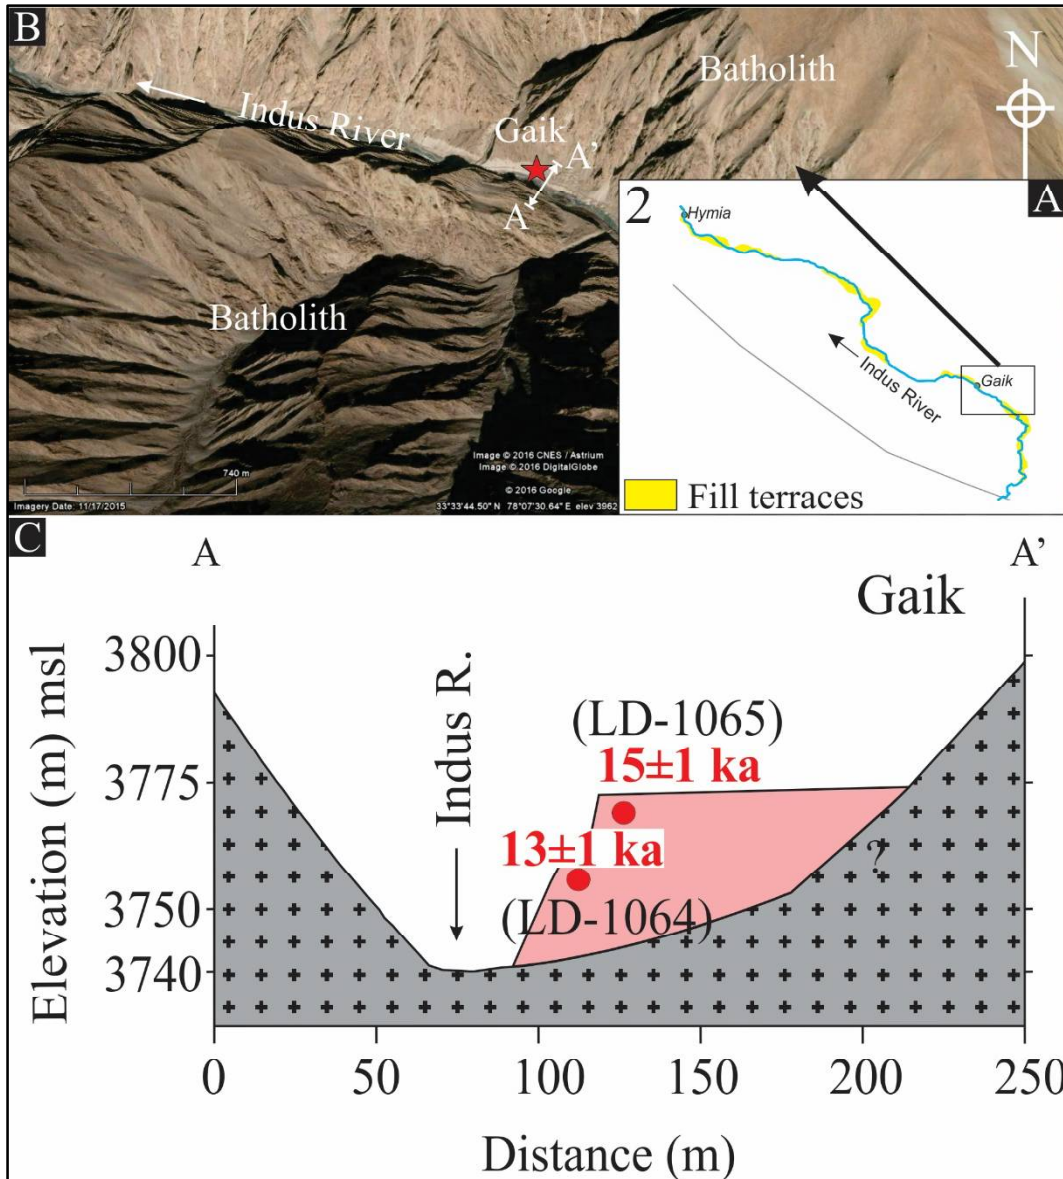 B
Batholith
N
Indus River
Gaik
A'
A
Batholith
740 m
Image © 2016 CNES / Astrium
Image © 2016 DigitalGlobe
© 2016 Google
Imagery Date: 11/17/2015
33°33'44.50" N 78°07'30.64" E elev 3962
2
A
Hymia
Indus River
Gaik
Fill terraces
C
A
A’
Gaik
Elevation (m) msl
3800
3775
3750
3740
Indus R.
(LD-1065)
15±1 ka
13±1 ka
(LD-1064)
?
0
50
100
150
200
250
Distance (m)